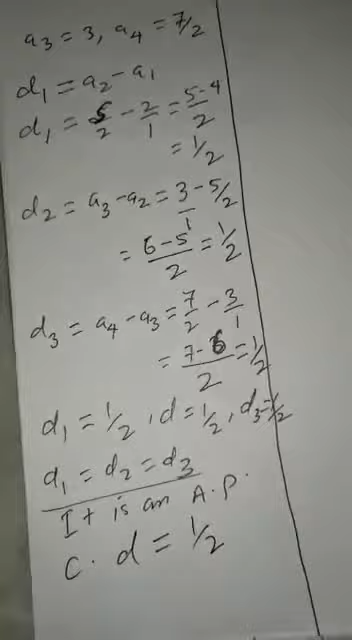 a₃ = 3, a₄ = 7/2
d₁ = a₂ - a₁
d₁ = 5/2 - 2/1 = (5-4)/2
= 1/2
d₂ = a₃ - a₂ = 3/1 - 5/2
= (6-5)/2 = 1/2
d₃ = a₄ - a₃ = 7/2 - 3/1
= (7-6)/2 = 1/2
d₁ = 1/2, d = 1/2, d₃ = 1/2
d₁ = d₂ = d₃
It is an A.P.
C. d = 1/2